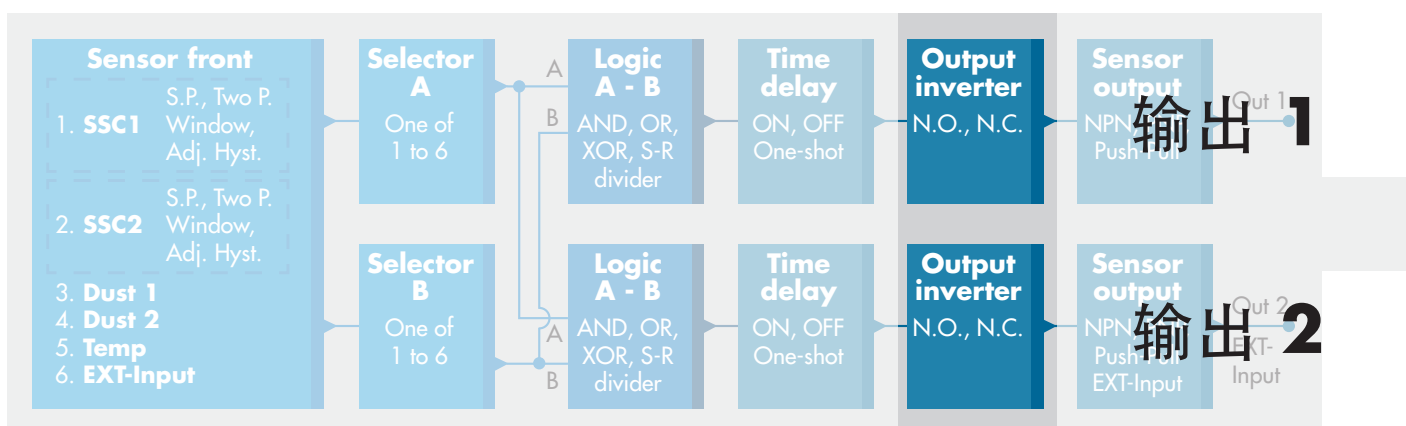 Sensor front
1. SSC1
S.P., Two P.
Window,
Adj. Hyst.
2. SSC2
S.P., Two P.
Window,
Adj. Hyst.
3. Dust 1
4. Dust 2
5. Temp
6. EXT-Input
Selector
A
One of
1 to 6
A
B
Logic
A - B
AND, OR,
XOR, S-R
divider
Time
delay
ON, OFF
One-shot
Output
inverter
N.O., N.C.
Sensor
output
NPN,
Push-Pull
Out 1
输出 1
Selector
B
One of
1 to 6
A
B
Logic
A - B
AND, OR,
XOR, S-R
divider
Time
delay
ON, OFF
One-shot
Output
inverter
N.O., N.C.
Sensor
output
NPN,
Push-Pull
EXT-Input
Out 2
EXT-
Input
输出 2